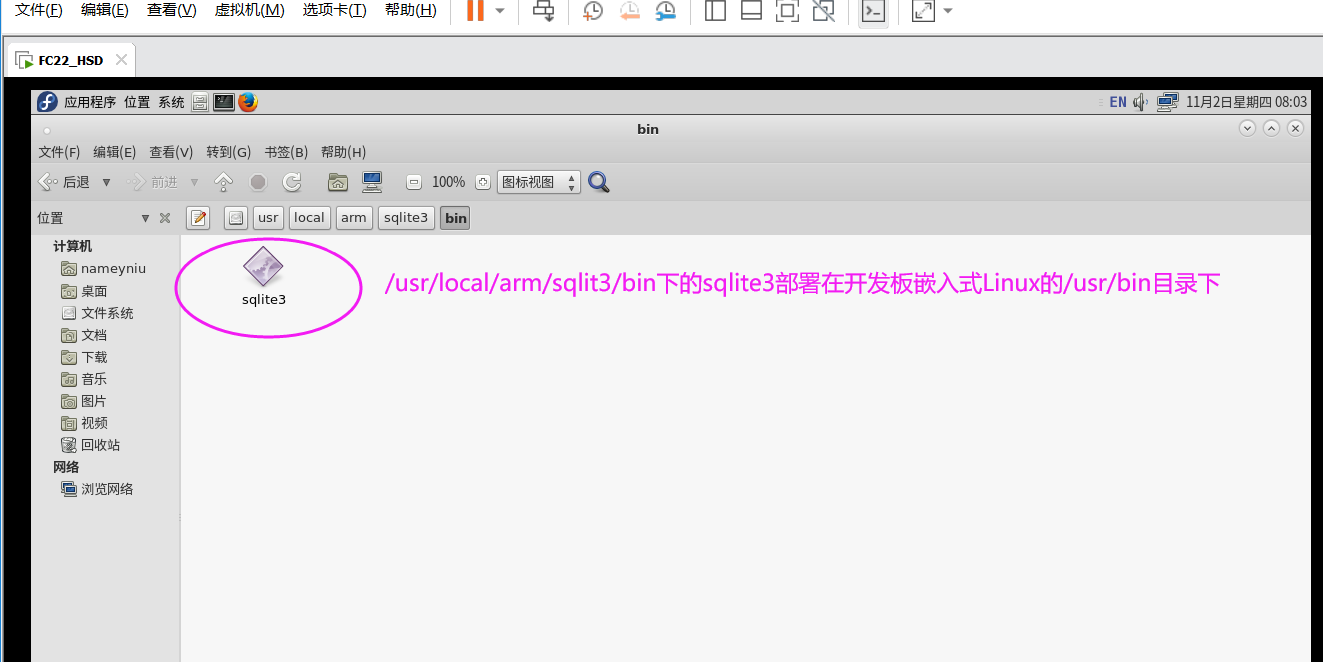 文件(F) 编辑(E) 查看(V) 虚拟机(M) 选项卡(T) 帮助(H)
FC22_HSD
应用程序 位置 系统 EN 11月2日星期四 08:03
bin
文件(F) 编辑(E) 查看(V) 转到(G) 书签(B) 帮助(H)
后退 前进 100% 图标视图
位置 usr local arm sqlite3 bin
计算机
nameyniu
桌面
文件系统
文档
下载
音乐
图片
视频
回收站
网络
浏览网络
sqlite3
/usr/local/arm/sqlit3/bin下的sqlite3部署在开发板嵌入式Linux的/usr/bin目录下